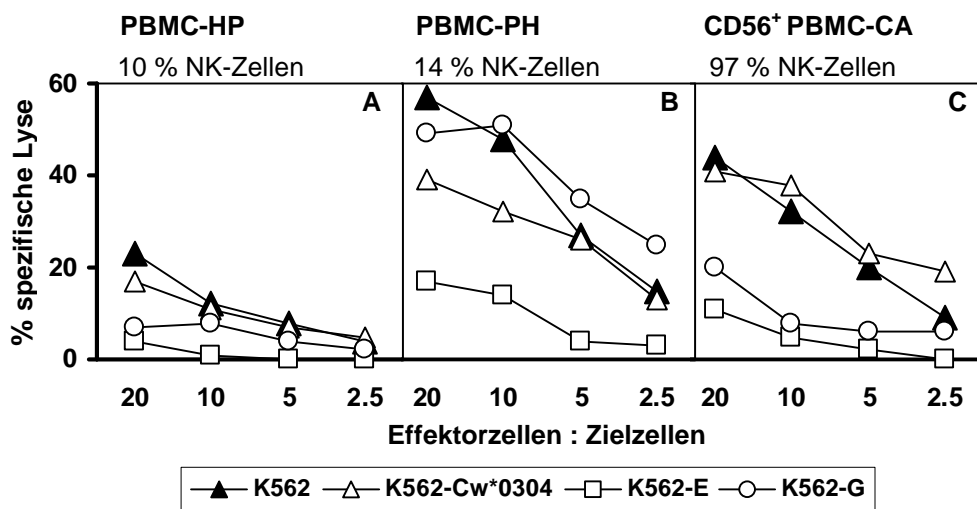 PBMC-HP PBMC-PH CD56⁺ PBMC-CA
10 % NK-Zellen 14 % NK-Zellen 97 % NK-Zellen
A B C
% spezifische Lyse
60
40
20
0
20 10 5 2.5 20 10 5 2.5 20 10 5 2.5
Effektorzellen : Zielzellen
K562 K562-Cw*0304 K562-E K562-G